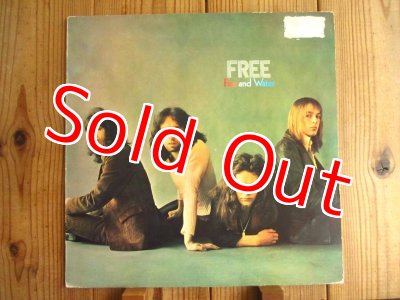 FREE
Fire and Water
Sold Out